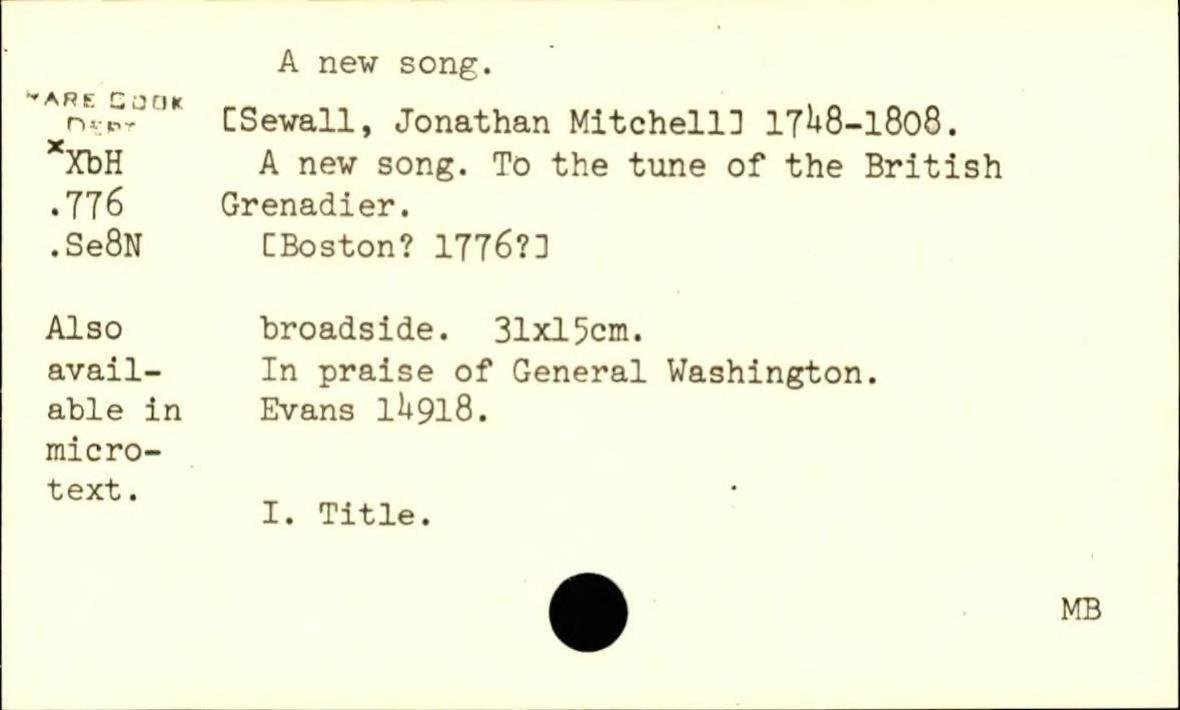 A new song.
RARE BOOK
DEPT
[Sewall, Jonathan Mitchell] 1748-1808.
xXbH
A new song. To the tune of the British
.776
Grenadier.
.Se8N
[Boston? 1776?]
Also
broadside. 31x15cm.
avail-
In praise of General Washington.
able in
Evans 14918.
micro-
text.
I. Title.
MB